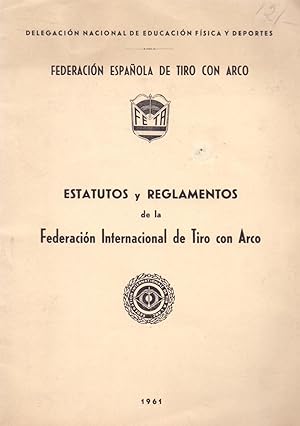 12/-
DELEGACIÓN NACIONAL DE EDUCACIÓN FÍSICA Y DEPORTES
FEDERACIÓN ESPAÑOLA DE TIRO CON ARCO
FETA
ESTATUTOS y REGLAMENTOS
de la
Federación Internacional de Tiro con Arco
1961